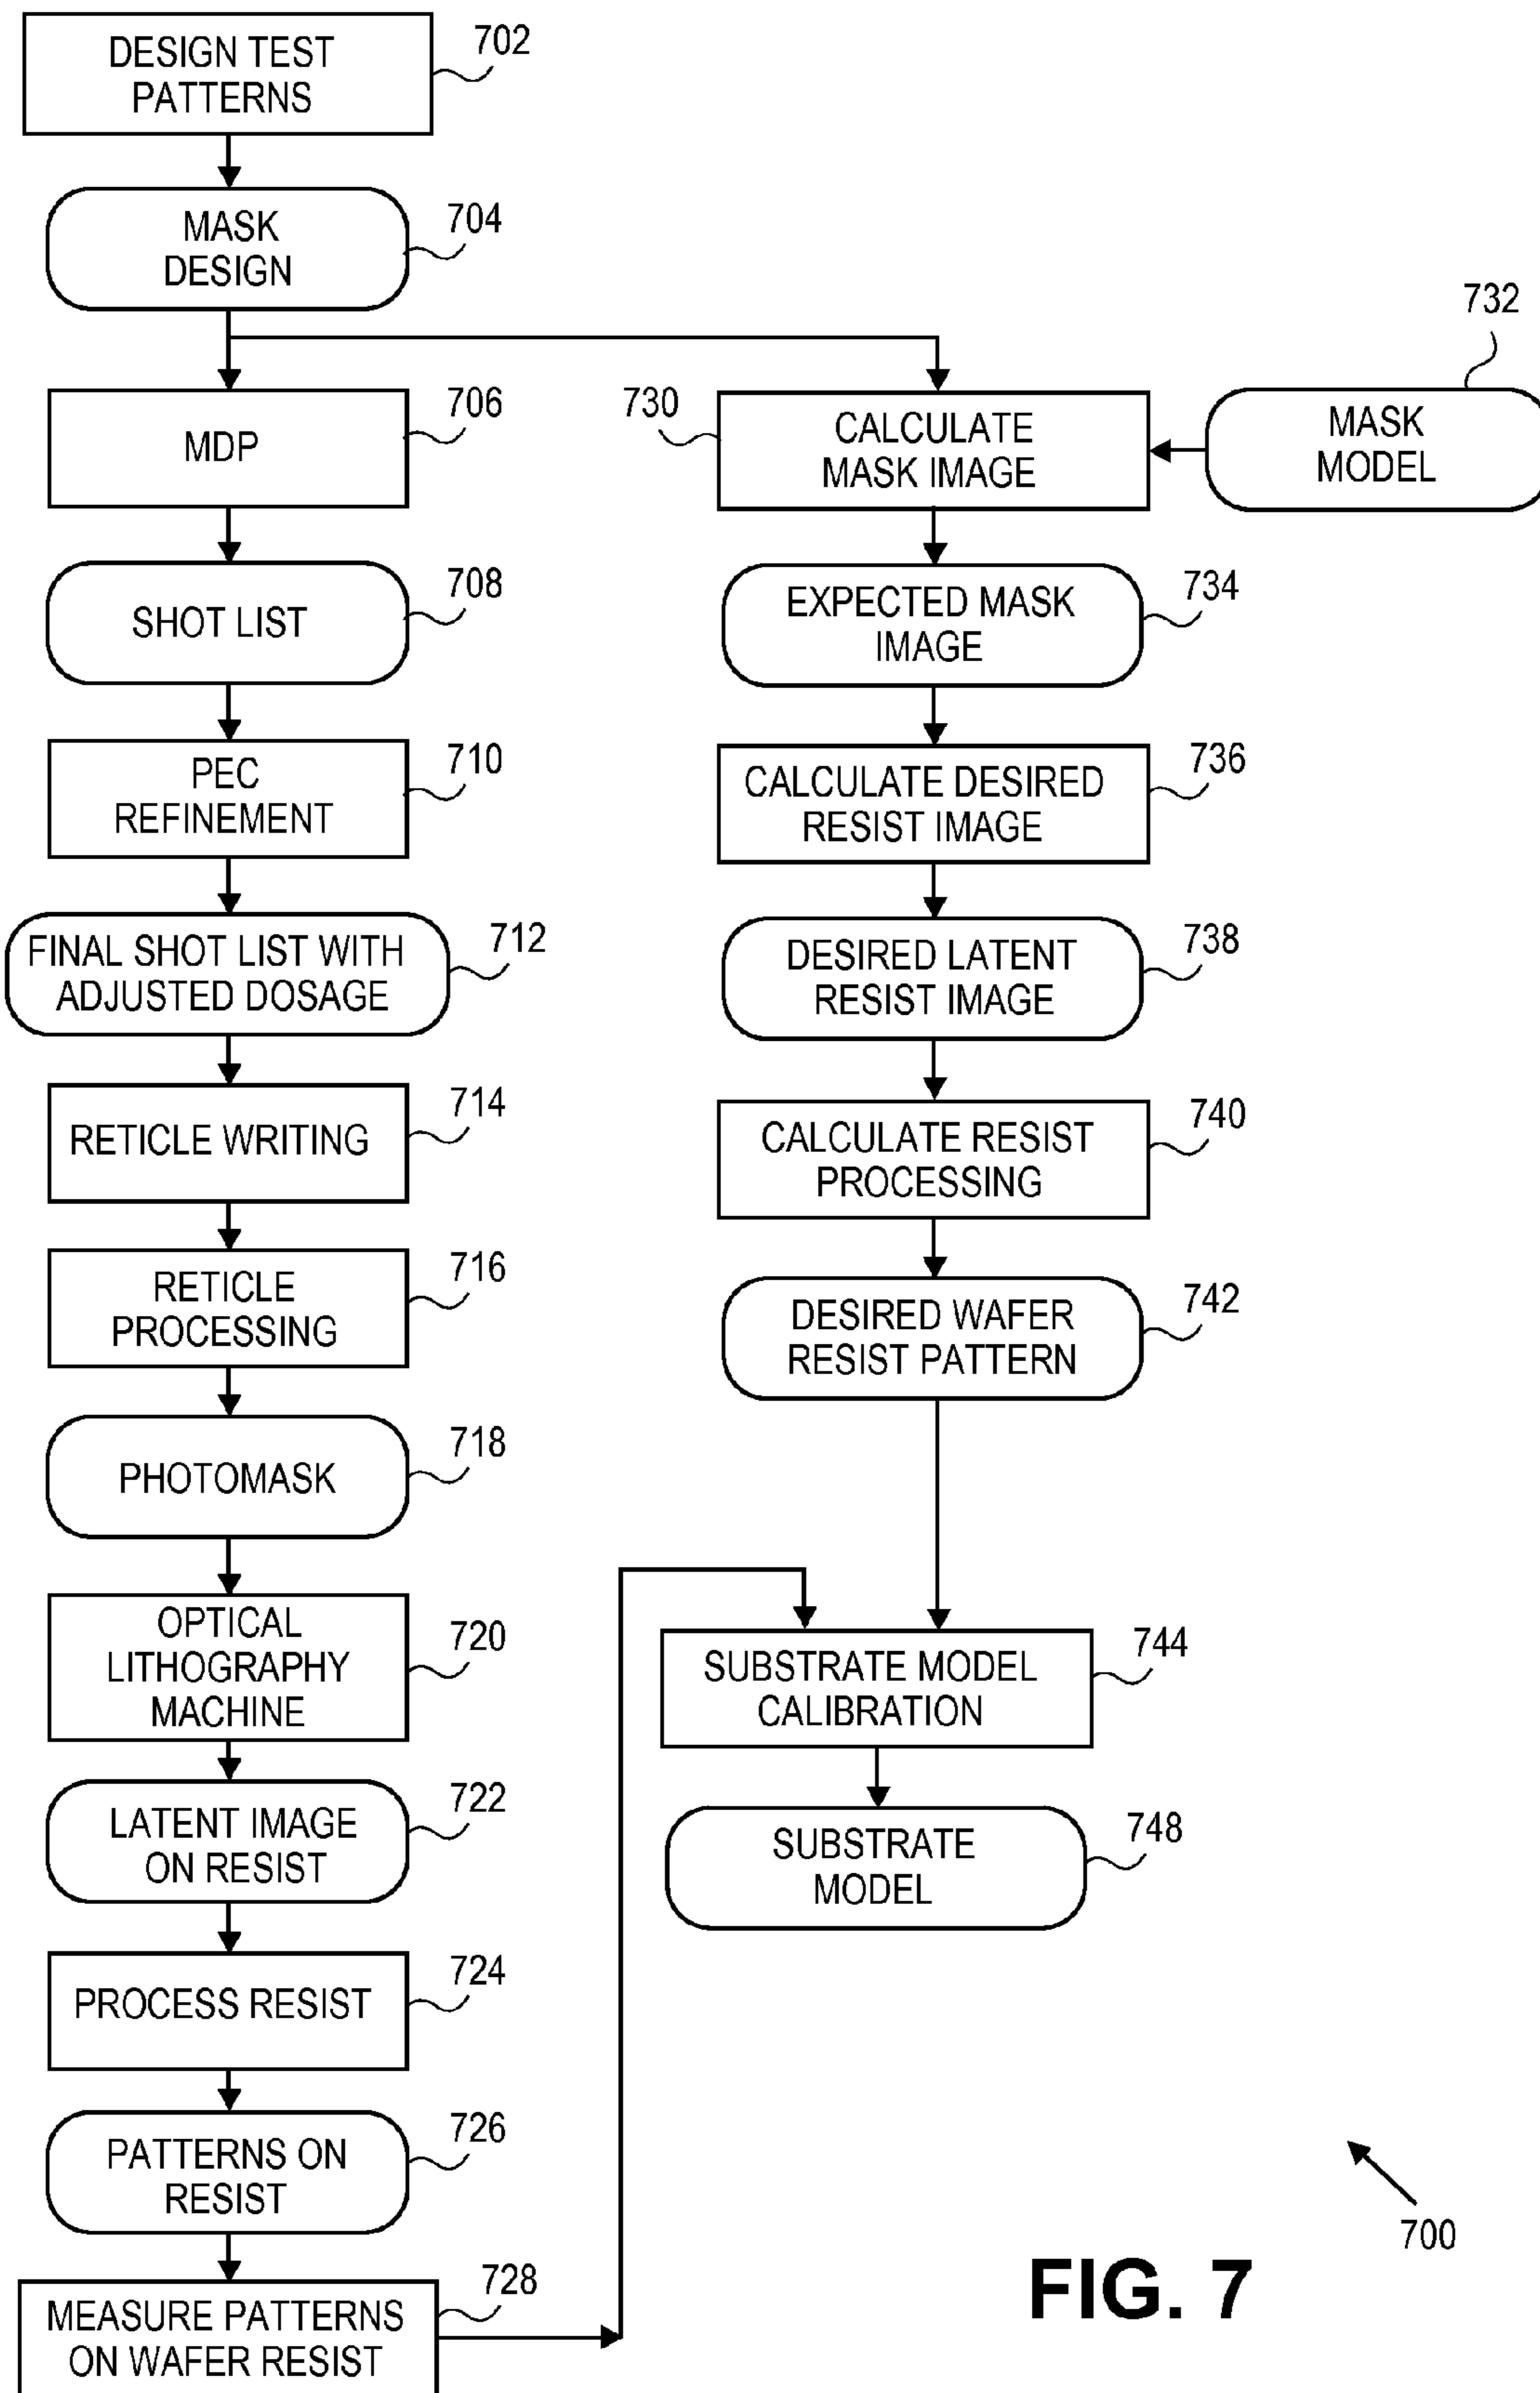 DESIGN TEST
PATTERNS
702
MASK
DESIGN
704
MDP
706
SHOT LIST
708
PEC
REFINEMENT
710
FINAL SHOT LIST WITH
ADJUSTED DOSAGE
712
RETICLE WRITING
714
RETICLE
PROCESSING
716
PHOTOMASK
718
OPTICAL
LITHOGRAPHY
MACHINE
720
LATENT IMAGE
ON RESIST
722
PROCESS RESIST
724
PATTERNS ON
RESIST
726
MEASURE PATTERNS
ON WAFER RESIST
728
730
CALCULATE
MASK IMAGE
732
MASK
MODEL
EXPECTED MASK
IMAGE
734
CALCULATE DESIRED
RESIST IMAGE
736
DESIRED LATENT
RESIST IMAGE
738
CALCULATE RESIST
PROCESSING
740
DESIRED WAFER
RESIST PATTERN
742
SUBSTRATE MODEL
CALIBRATION
744
SUBSTRATE
MODEL
748
700
FIG. 7